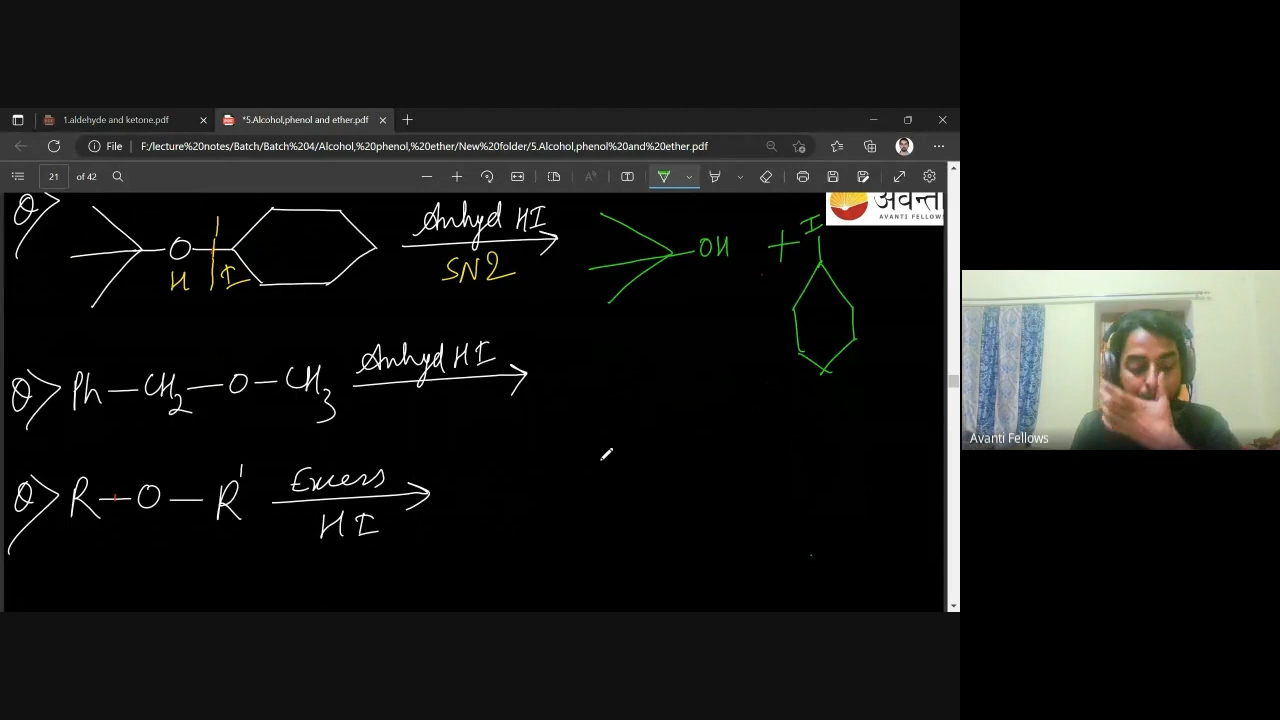 1.aldehyde and ketone.pdf
*5.Alcohol,phenol and ether.pdf
File
F:/lecture%20notes/Batch/Batch%204/Alcohol,%20phenol,%20ether/New%20folder/5.Alcohol,phenol%20and%20ether.pdf
21 of 42
अवन्ती
AVANTI FELLOWS
Q> O Anhyd HI OH + I
H I SN2
Q> Ph—CH2—O—CH3 Anhyd HI
Q> R—O—R' Excess
HI
Avanti Fellows